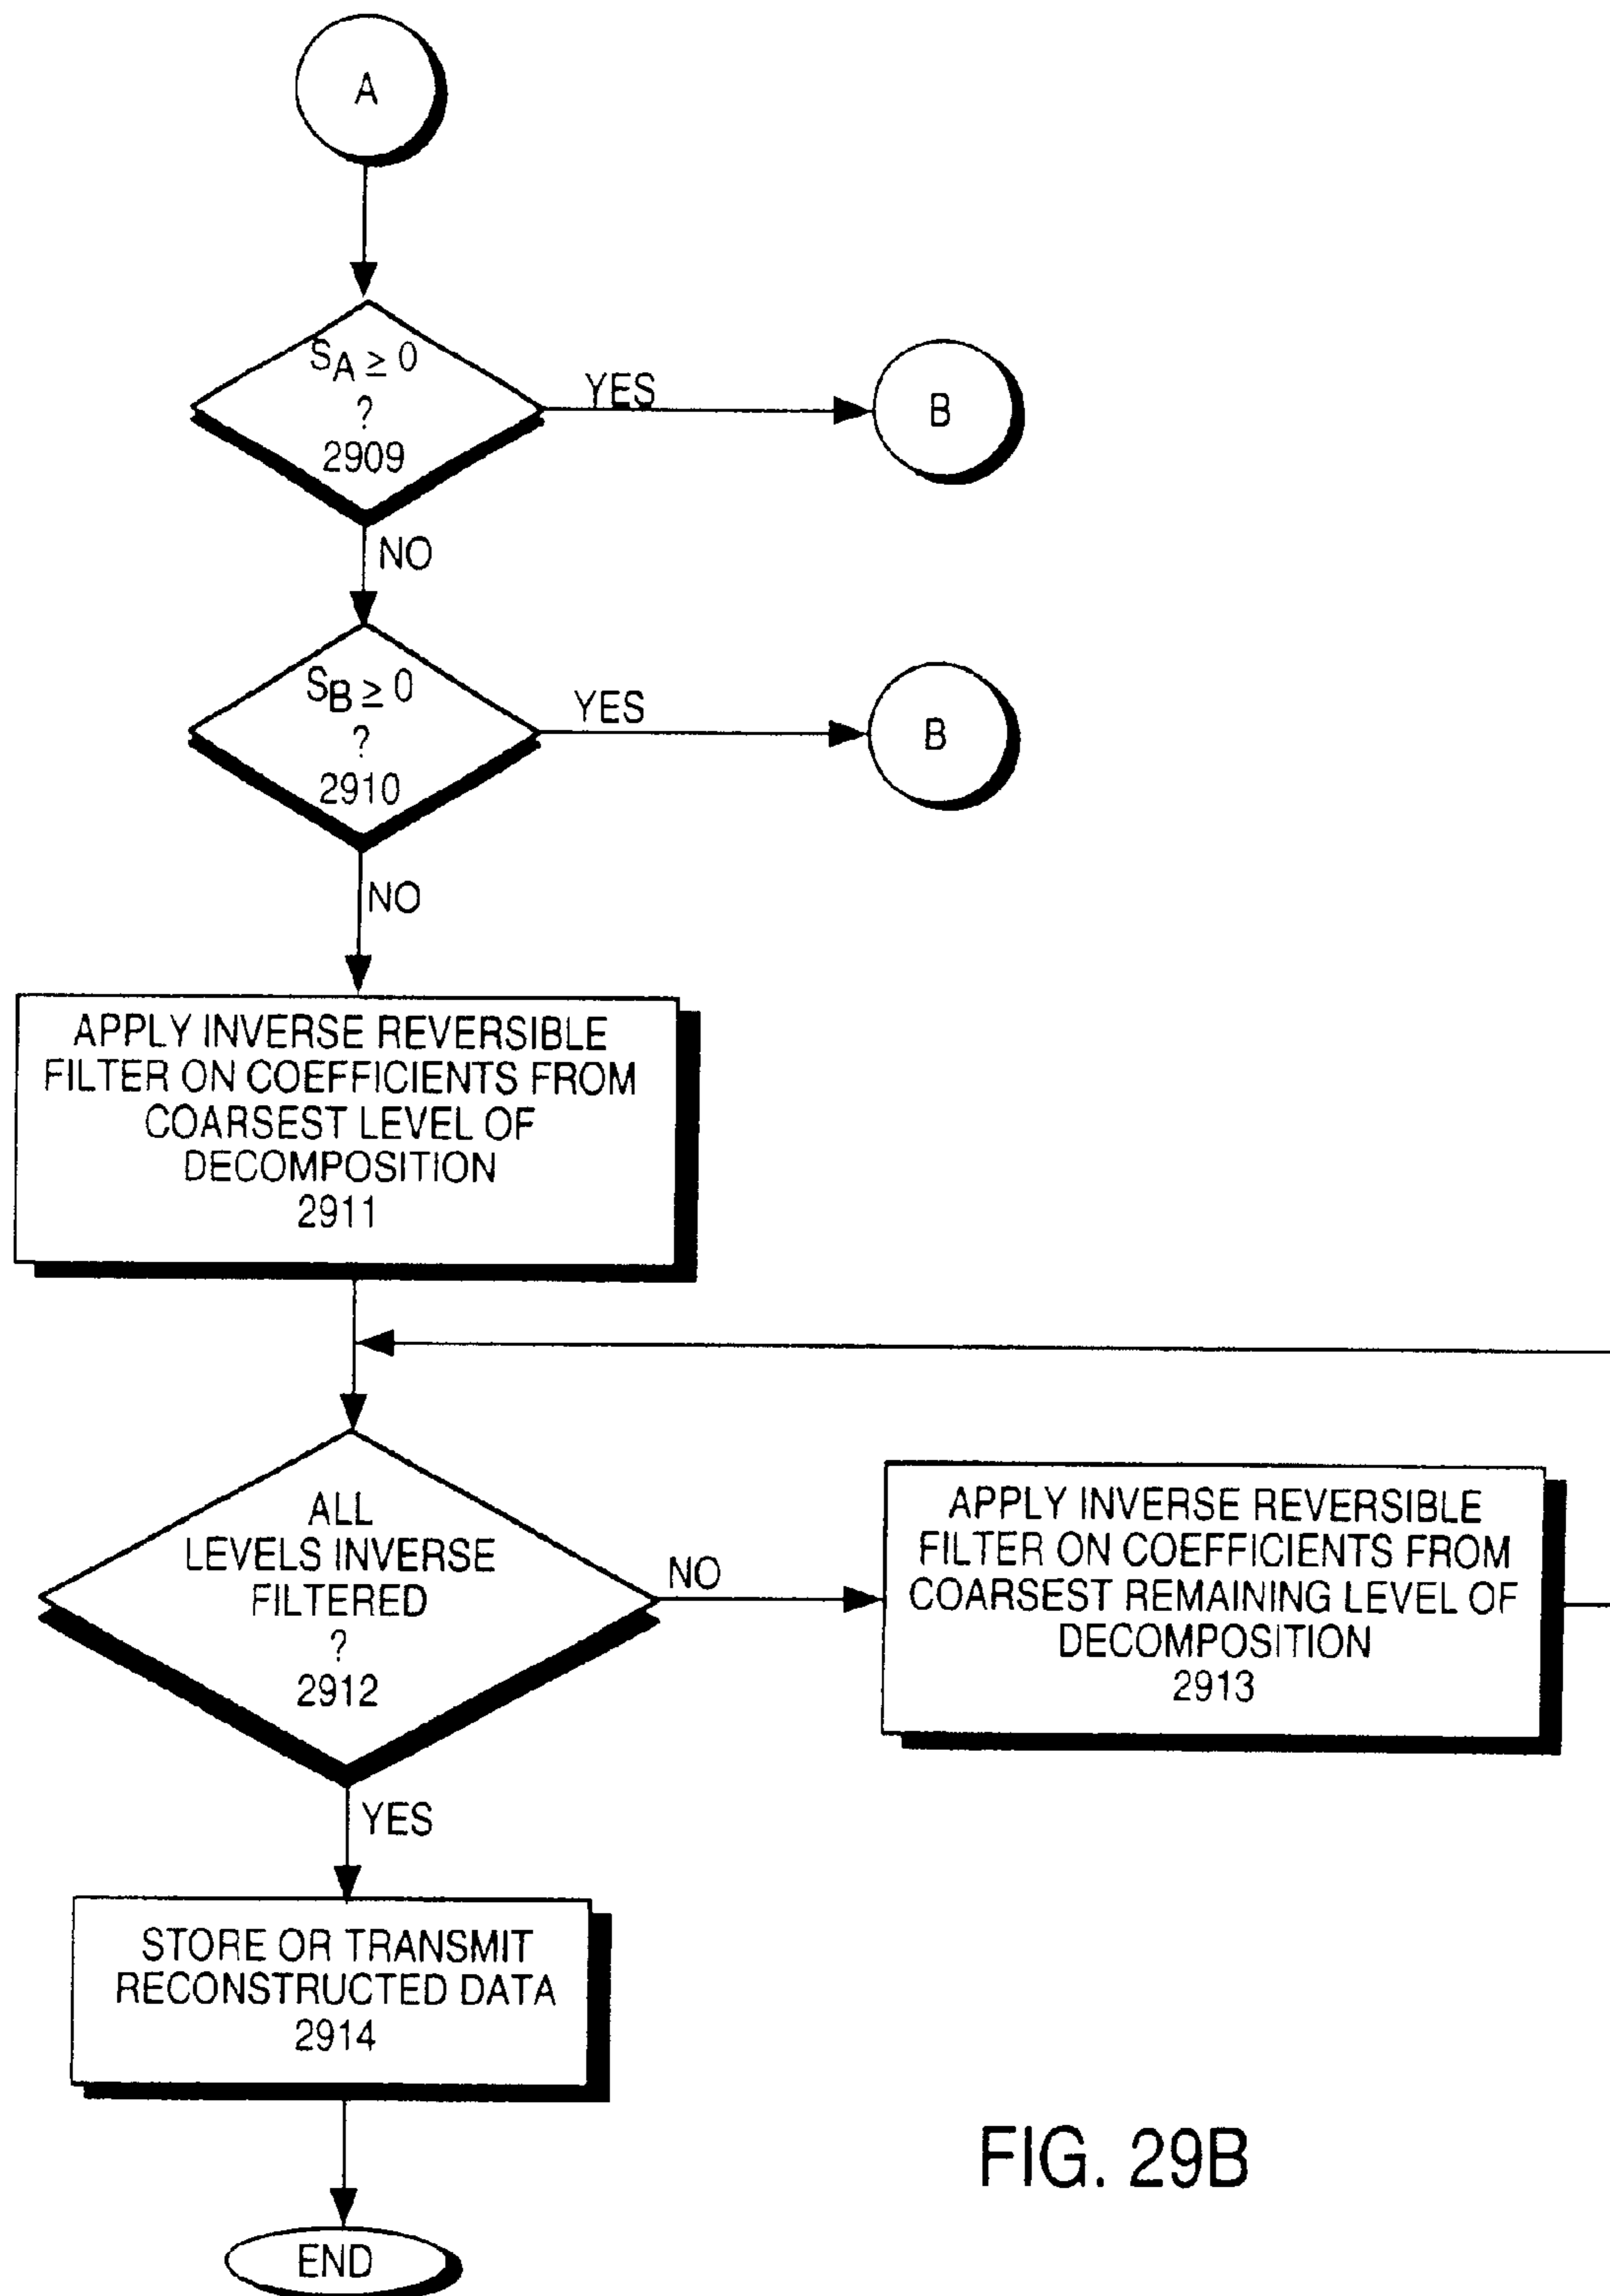 A
S_A ≥ 0
?
2909
YES
B
NO
S_B ≥ 0
?
2910
YES
B
NO
APPLY INVERSE REVERSIBLE
FILTER ON COEFFICIENTS FROM
COARSEST LEVEL OF
DECOMPOSITION
2911
ALL
LEVELS INVERSE
FILTERED
?
2912
NO
APPLY INVERSE REVERSIBLE
FILTER ON COEFFICIENTS FROM
COARSEST REMAINING LEVEL OF
DECOMPOSITION
2913
YES
STORE OR TRANSMIT
RECONSTRUCTED DATA
2914
END
FIG. 29B